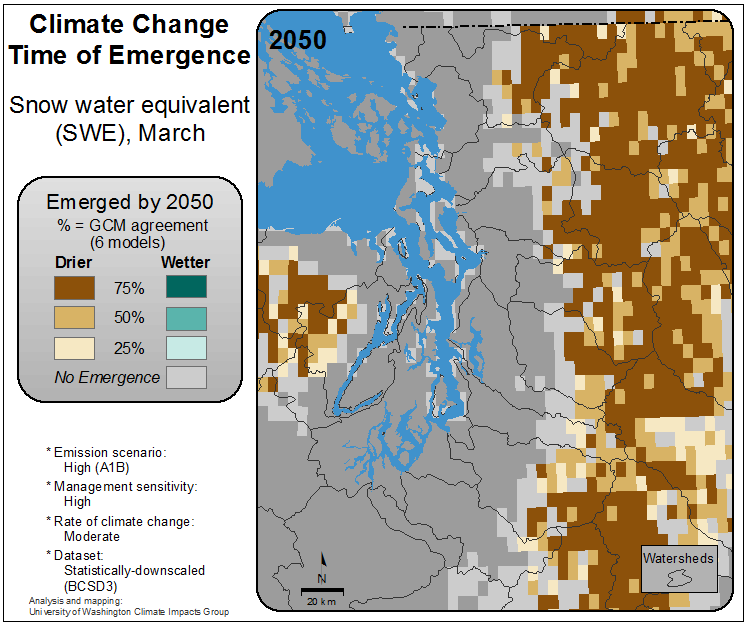 Climate Change
Time of Emergence
Snow water equivalent
(SWE), March
Emerged by 2050
% = GCM agreement
(6 models)
Drier Wetter
75%
50%
25%
No Emergence
* Emission scenario:
High (A1B)
* Management sensitivity:
High
* Rate of climate change:
Moderate
* Dataset:
Statistically-downscaled
(BCSD3)
Analysis and mapping:
University of Washington Climate Impacts Group
2050
N
20 km
Watersheds